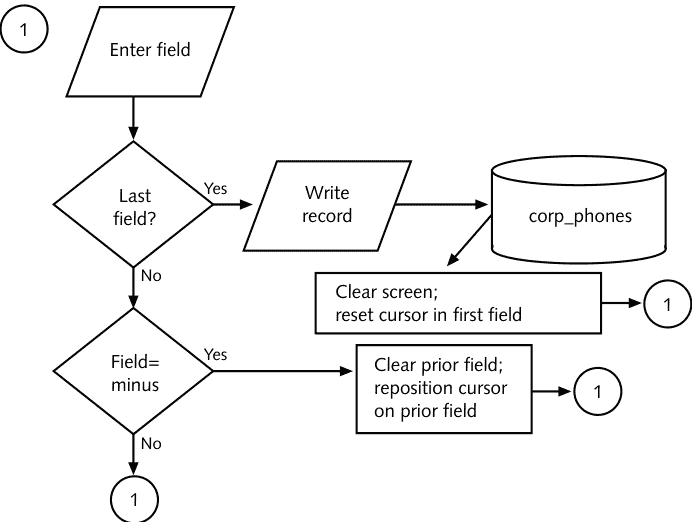 1
Enter field
Last
field?
Yes
Write
record
corp_phones
No
Clear screen;
reset cursor in first field
1
Field=
minus
Yes
Clear prior field;
reposition cursor
on prior field
1
No
1